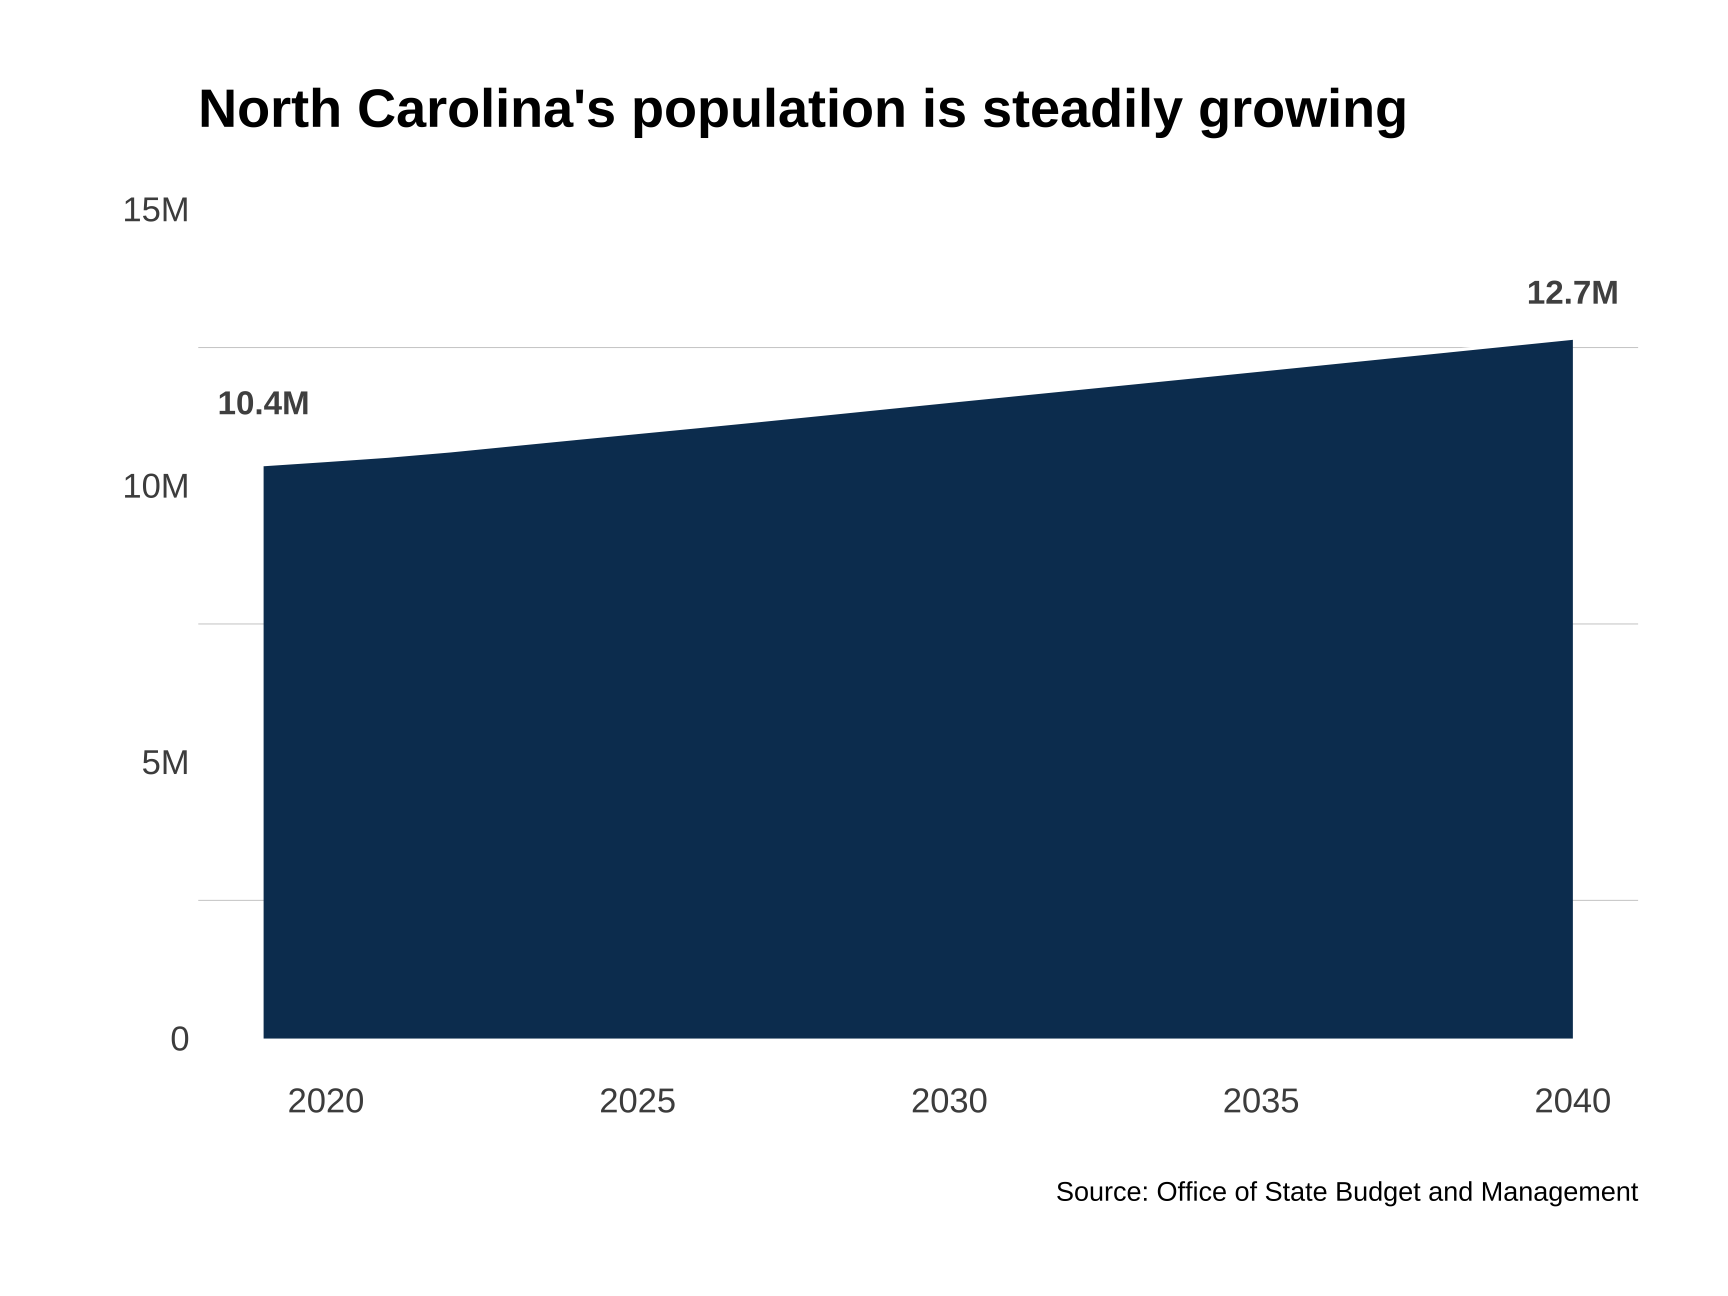 North Carolina's population is steadily growing
15M
12.7M
10.4M
10M
5M
0
2020 2025 2030 2035 2040
Source: Office of State Budget and Management